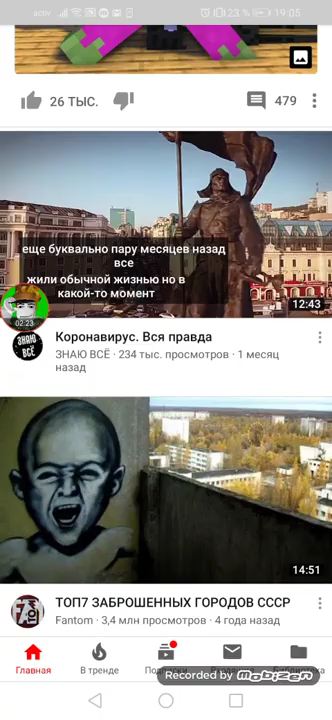 19:05
23 %
26 ТЫС.
479
еще буквально пару месяцев назад
все
жили обычной жизнью но в
какой-то момент
12:43
02:23
ЗНАЮ
ВСЁ
Коронавирус. Вся правда
ЗНАЮ ВСЁ · 234 тыс. просмотров · 1 месяц
назад
14:51
ТОП7 ЗАБРОШЕННЫХ ГОРОДОВ СССР
Fantom · 3,4 млн просмотров · 4 года назад
Главная
В тренде
Recorded by MOBIZEN